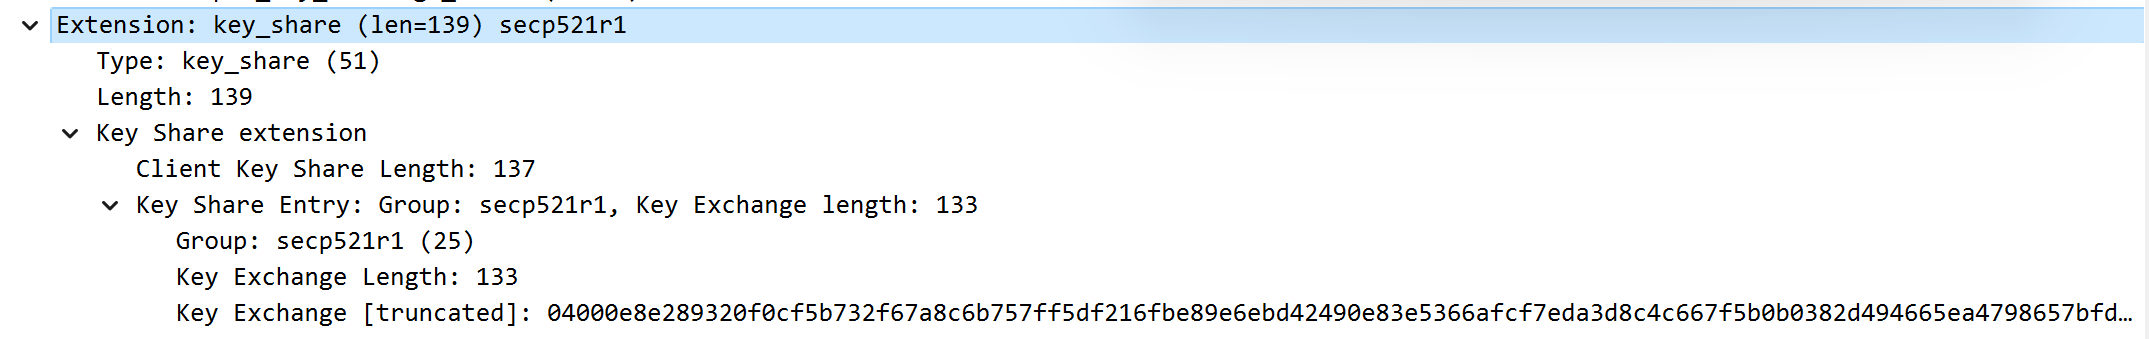 Extension: key_share (len=139) secp521r1
Type: key_share (51)
Length: 139
Key Share extension
Client Key Share Length: 137
Key Share Entry: Group: secp521r1, Key Exchange length: 133
Group: secp521r1 (25)
Key Exchange Length: 133
Key Exchange [truncated]: 04000e8e289320f0cf5b732f67a8c6b757ff5df216fbe89e6ebd42490e83e5366afcf7eda3d8c4c667f5b0b0382d494665ea4798657bfd…